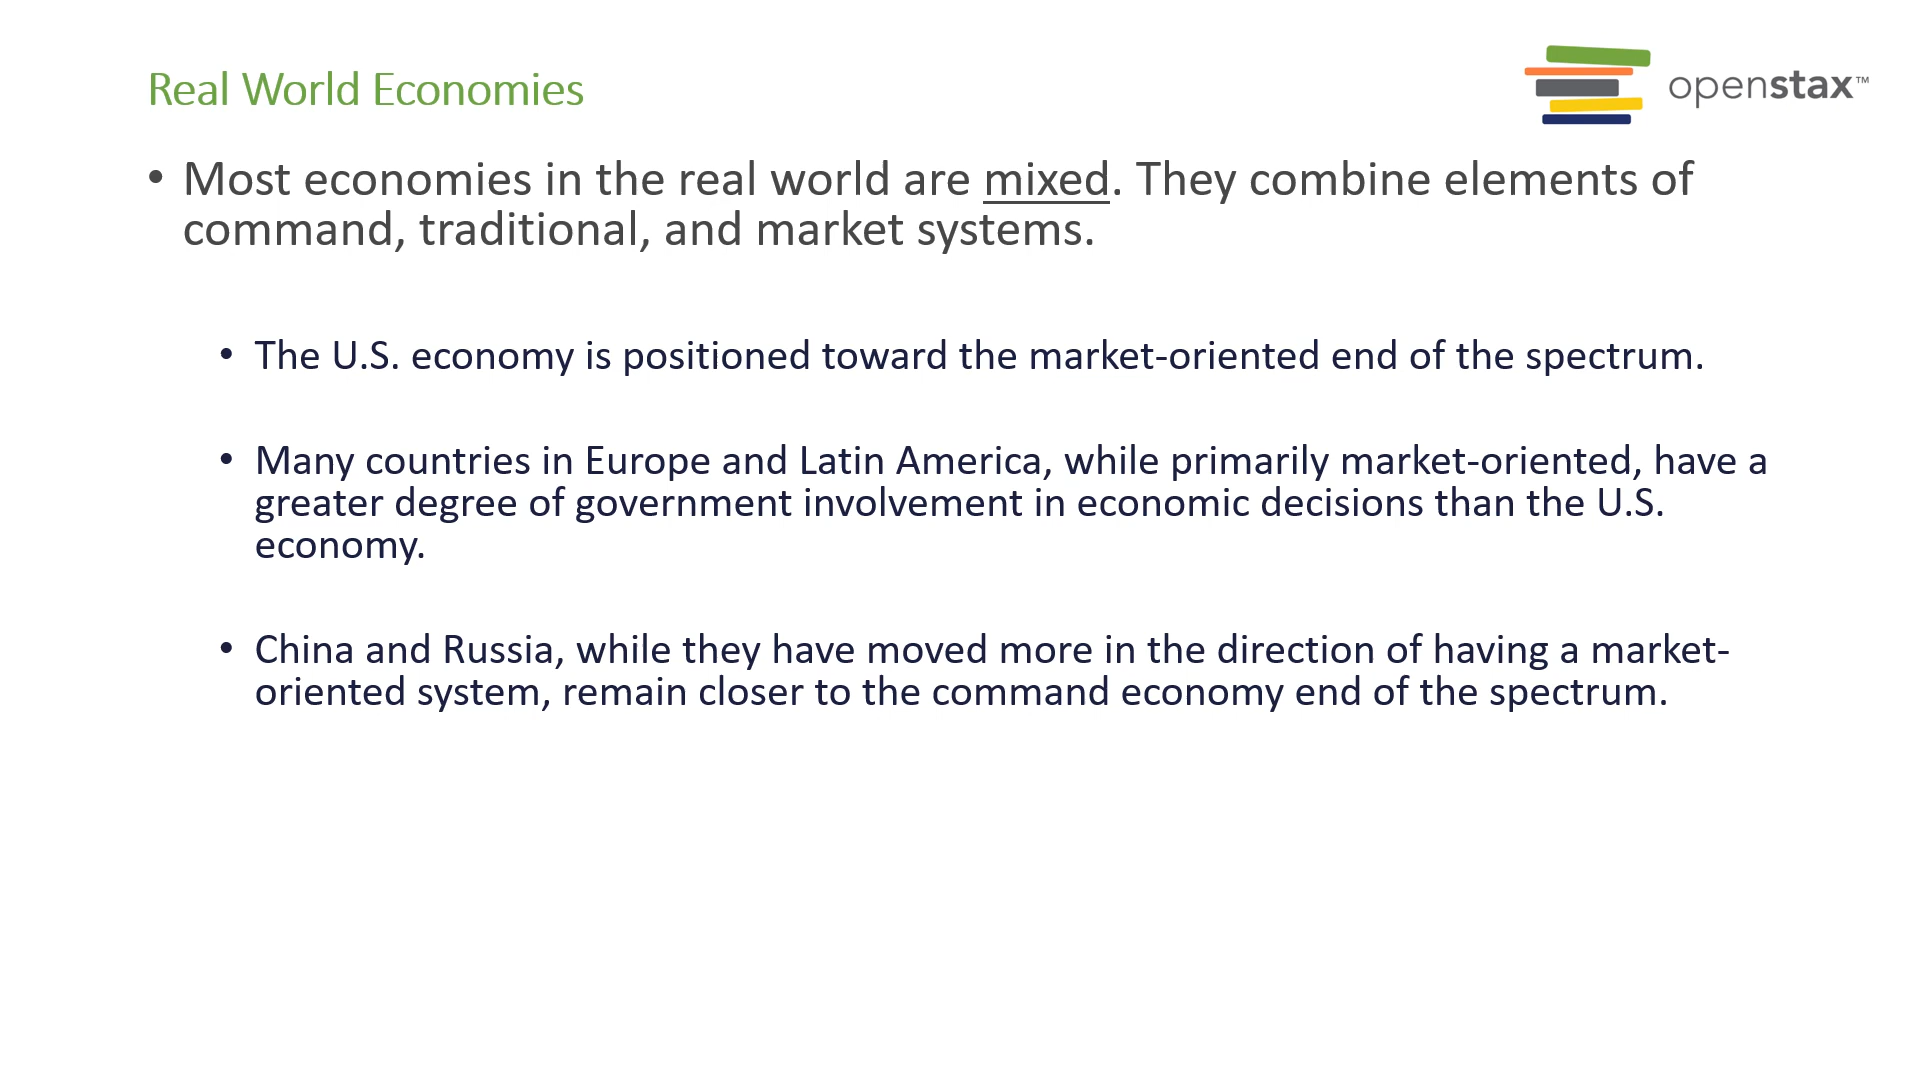 Real World Economies
openstax™
• Most economies in the real world are mixed. They combine elements of
command, traditional, and market systems.
• The U.S. economy is positioned toward the market-oriented end of the spectrum.
• Many countries in Europe and Latin America, while primarily market-oriented, have a
greater degree of government involvement in economic decisions than the U.S.
economy.
• China and Russia, while they have moved more in the direction of having a market-
oriented system, remain closer to the command economy end of the spectrum.